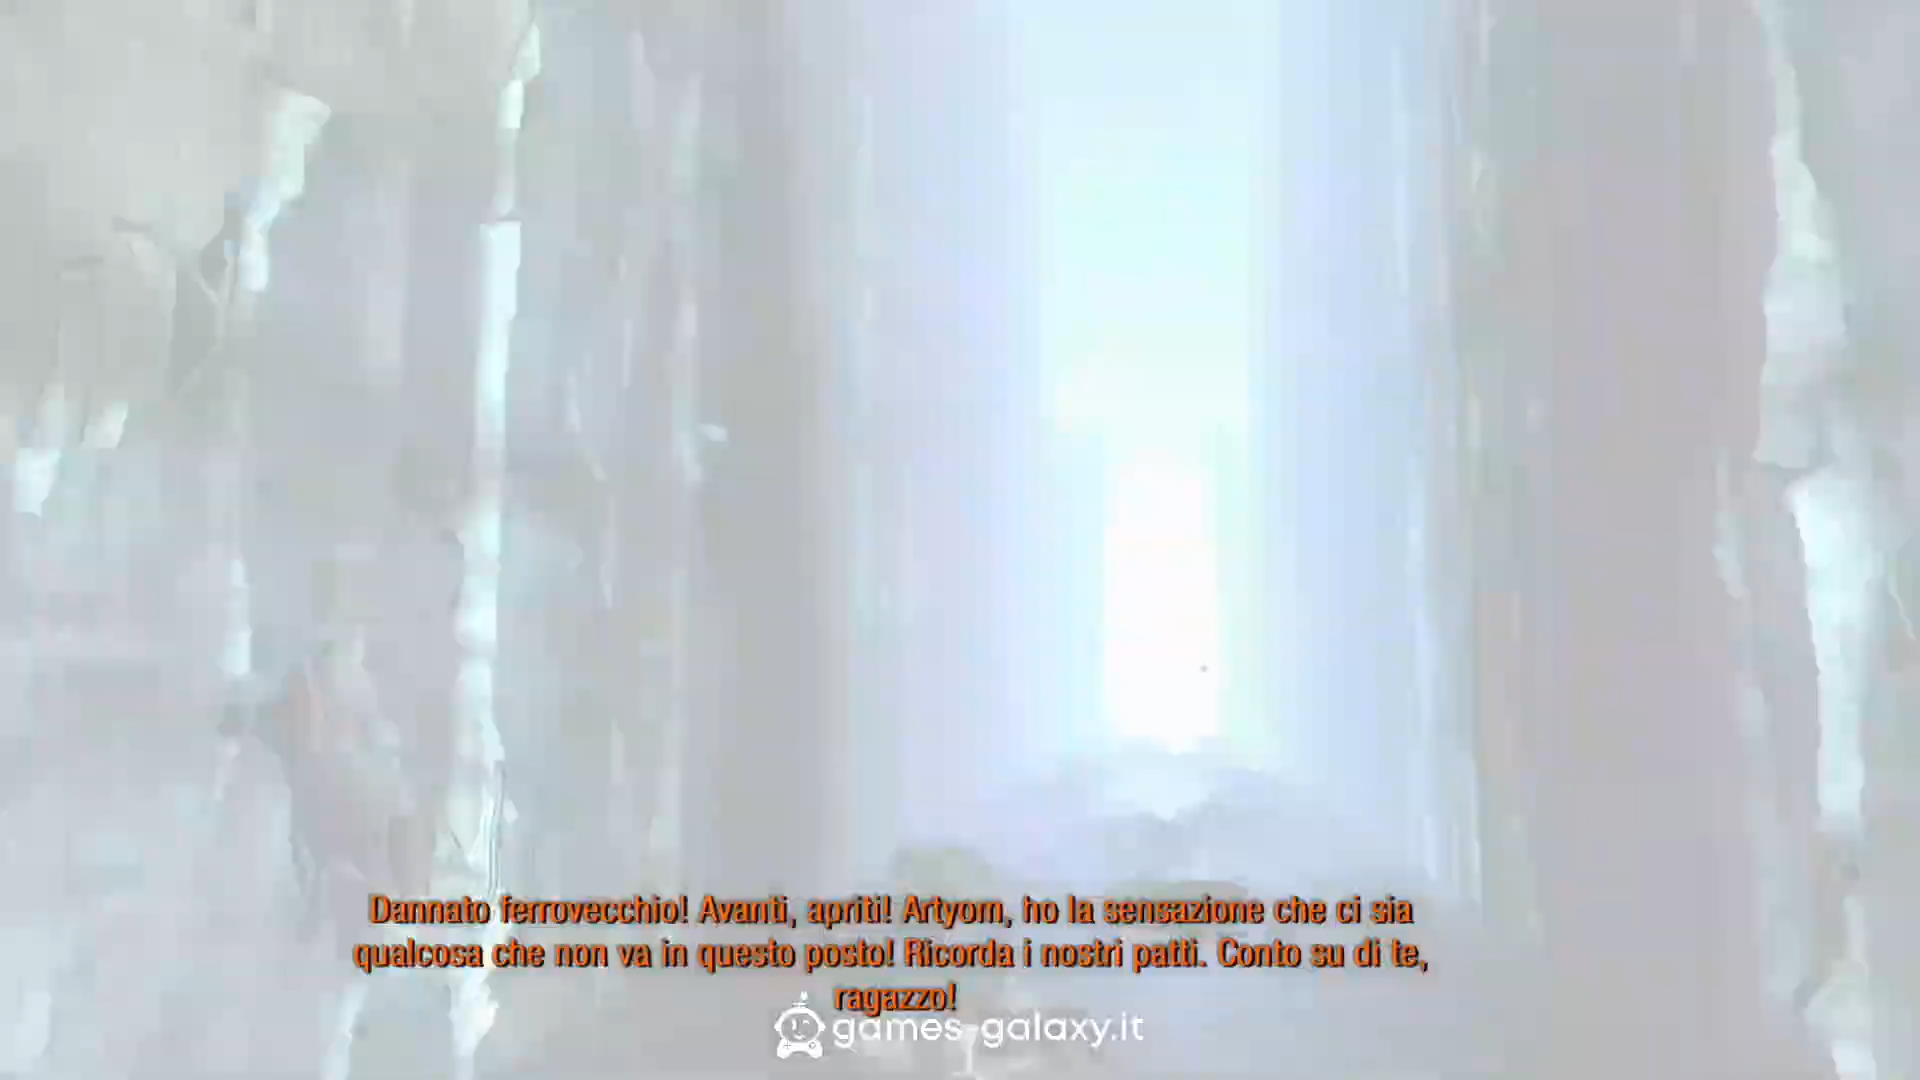 Dannato ferrovecchio! Avanti, apriti! Artyom, ho la sensazione che ci sia
qualcosa che non va in questo posto! Ricorda i nostri patti. Conto su di te,
ragazzo!
games-galaxy.it